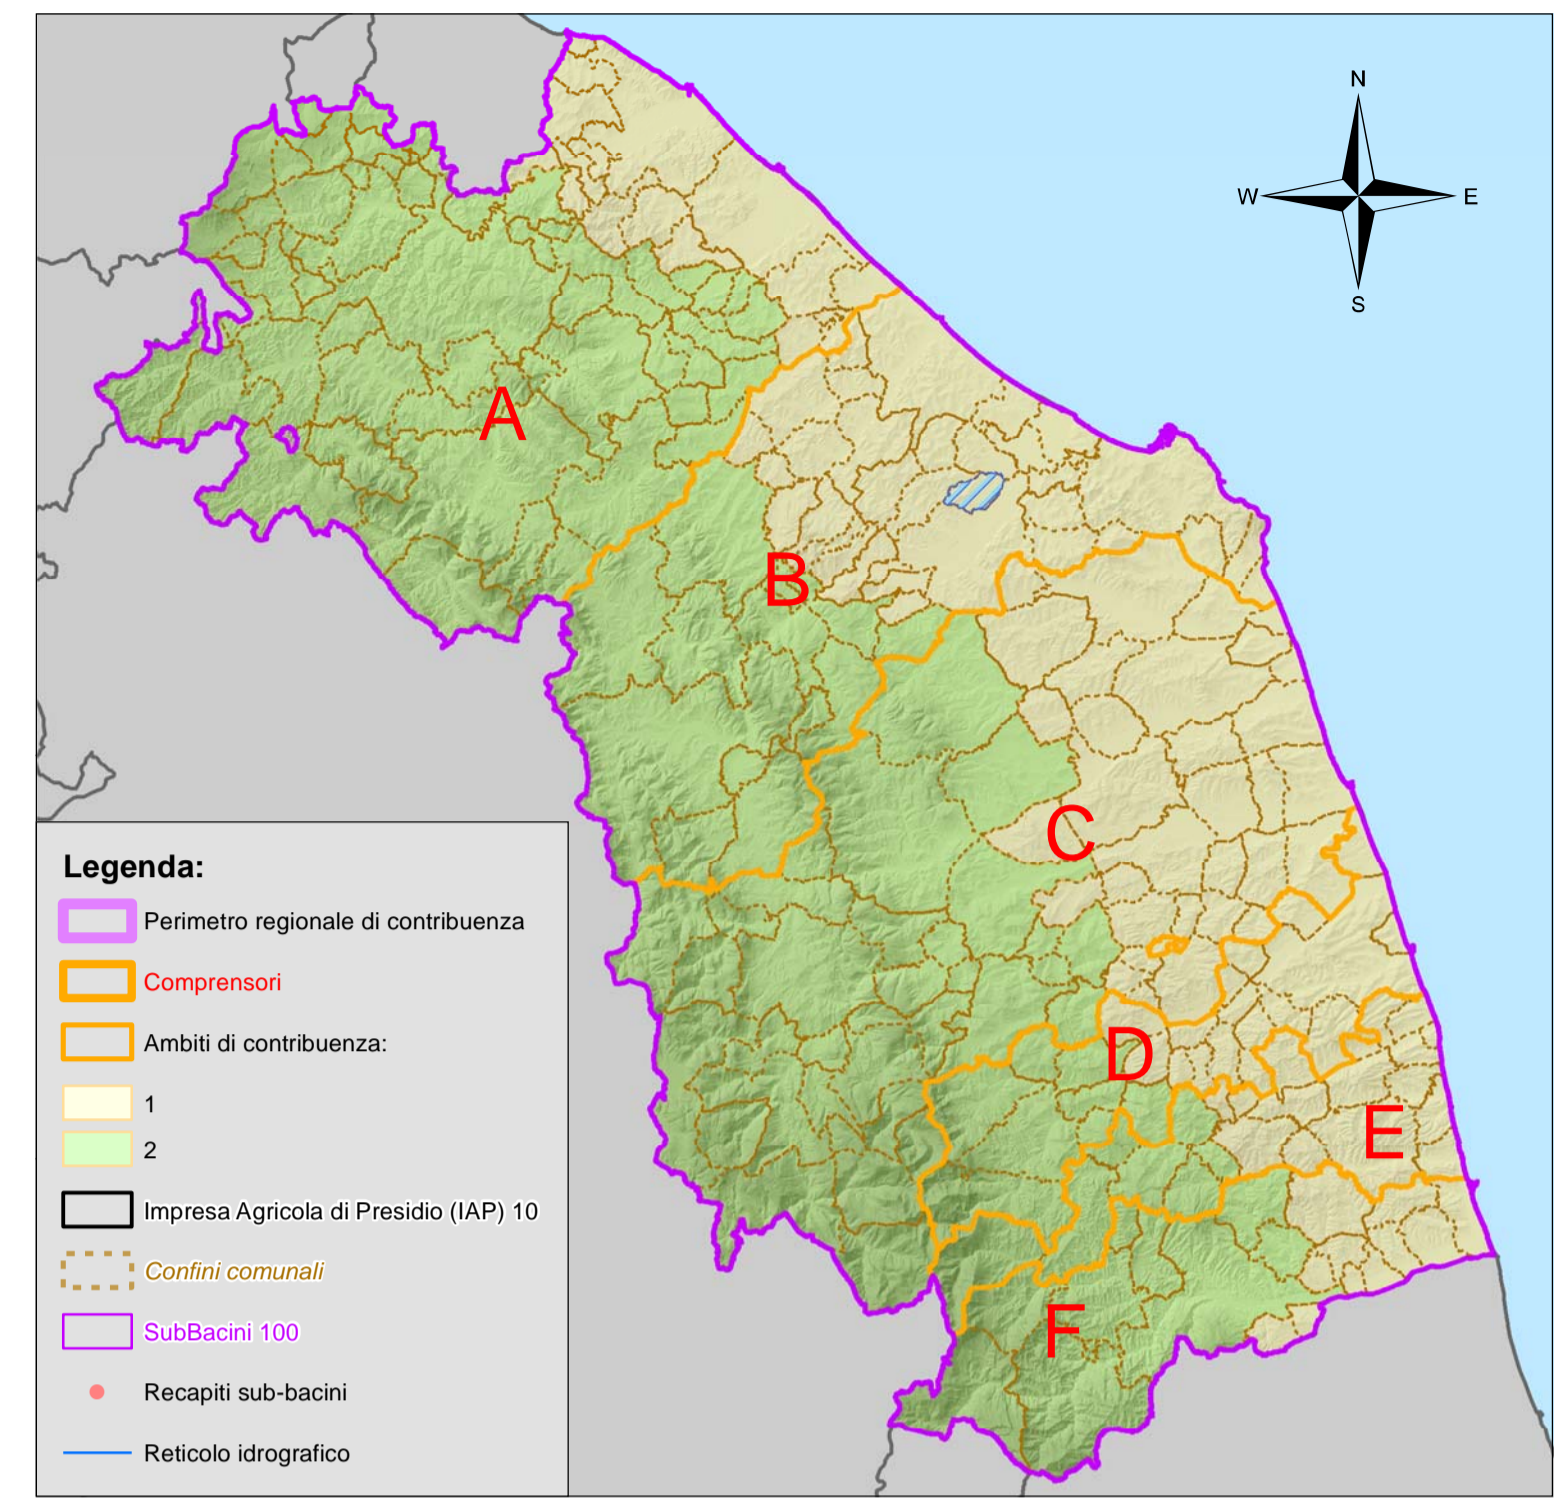 N
W E
S
A
B
C
D
E
F
Legenda:
Perimetro regionale di contribuenza
Comprensori
Ambiti di contribuenza:
1
2
Impresa Agricola di Presidio (IAP) 10
Confini comunali
SubBacini 100
Recapiti sub-bacini
Reticolo idrografico